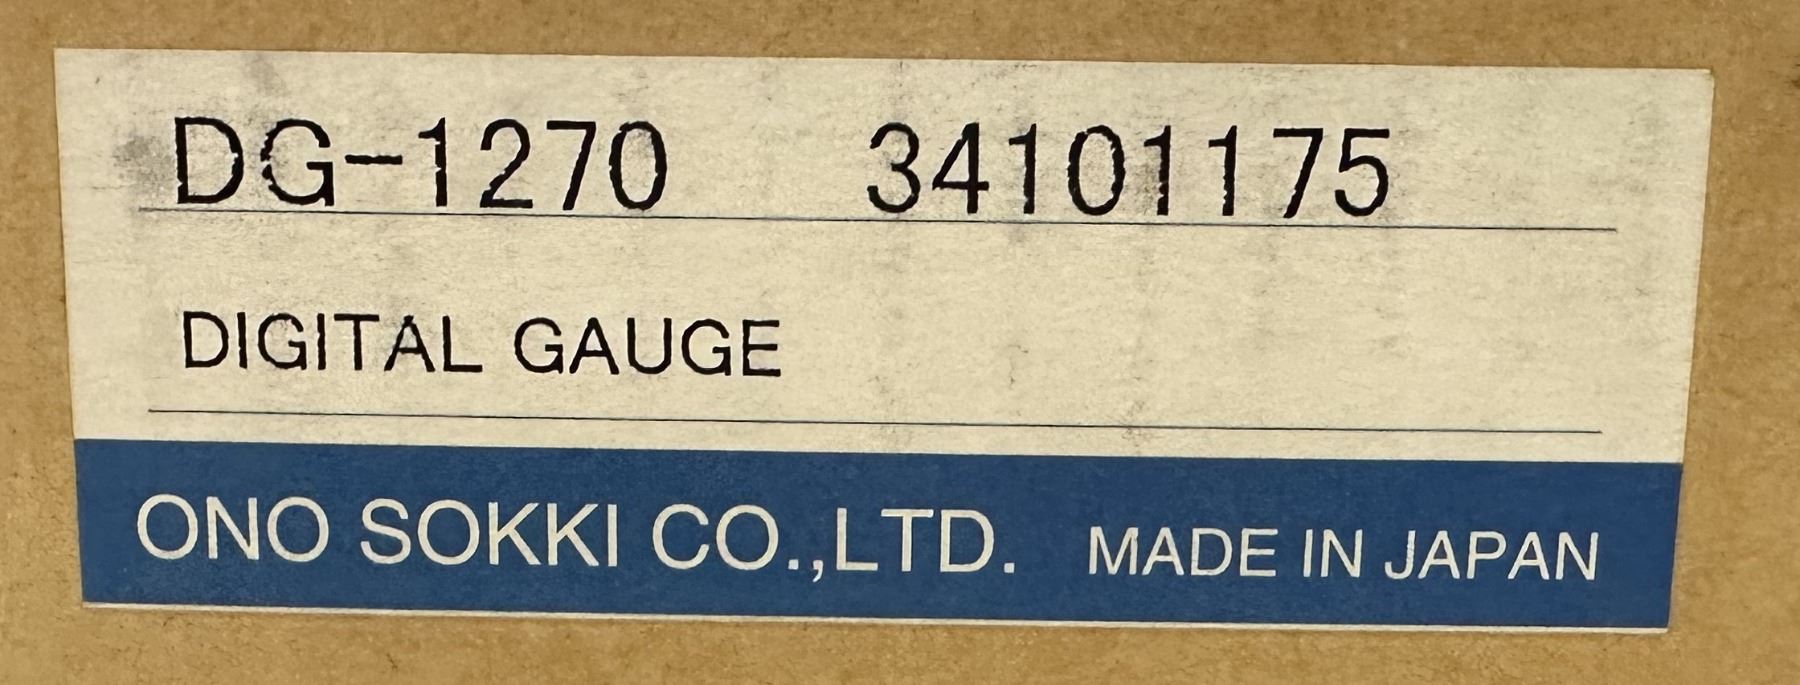 DG-1270 34101175
DIGITAL GAUGE
ONO SOKKI CO.,LTD. MADE IN JAPAN